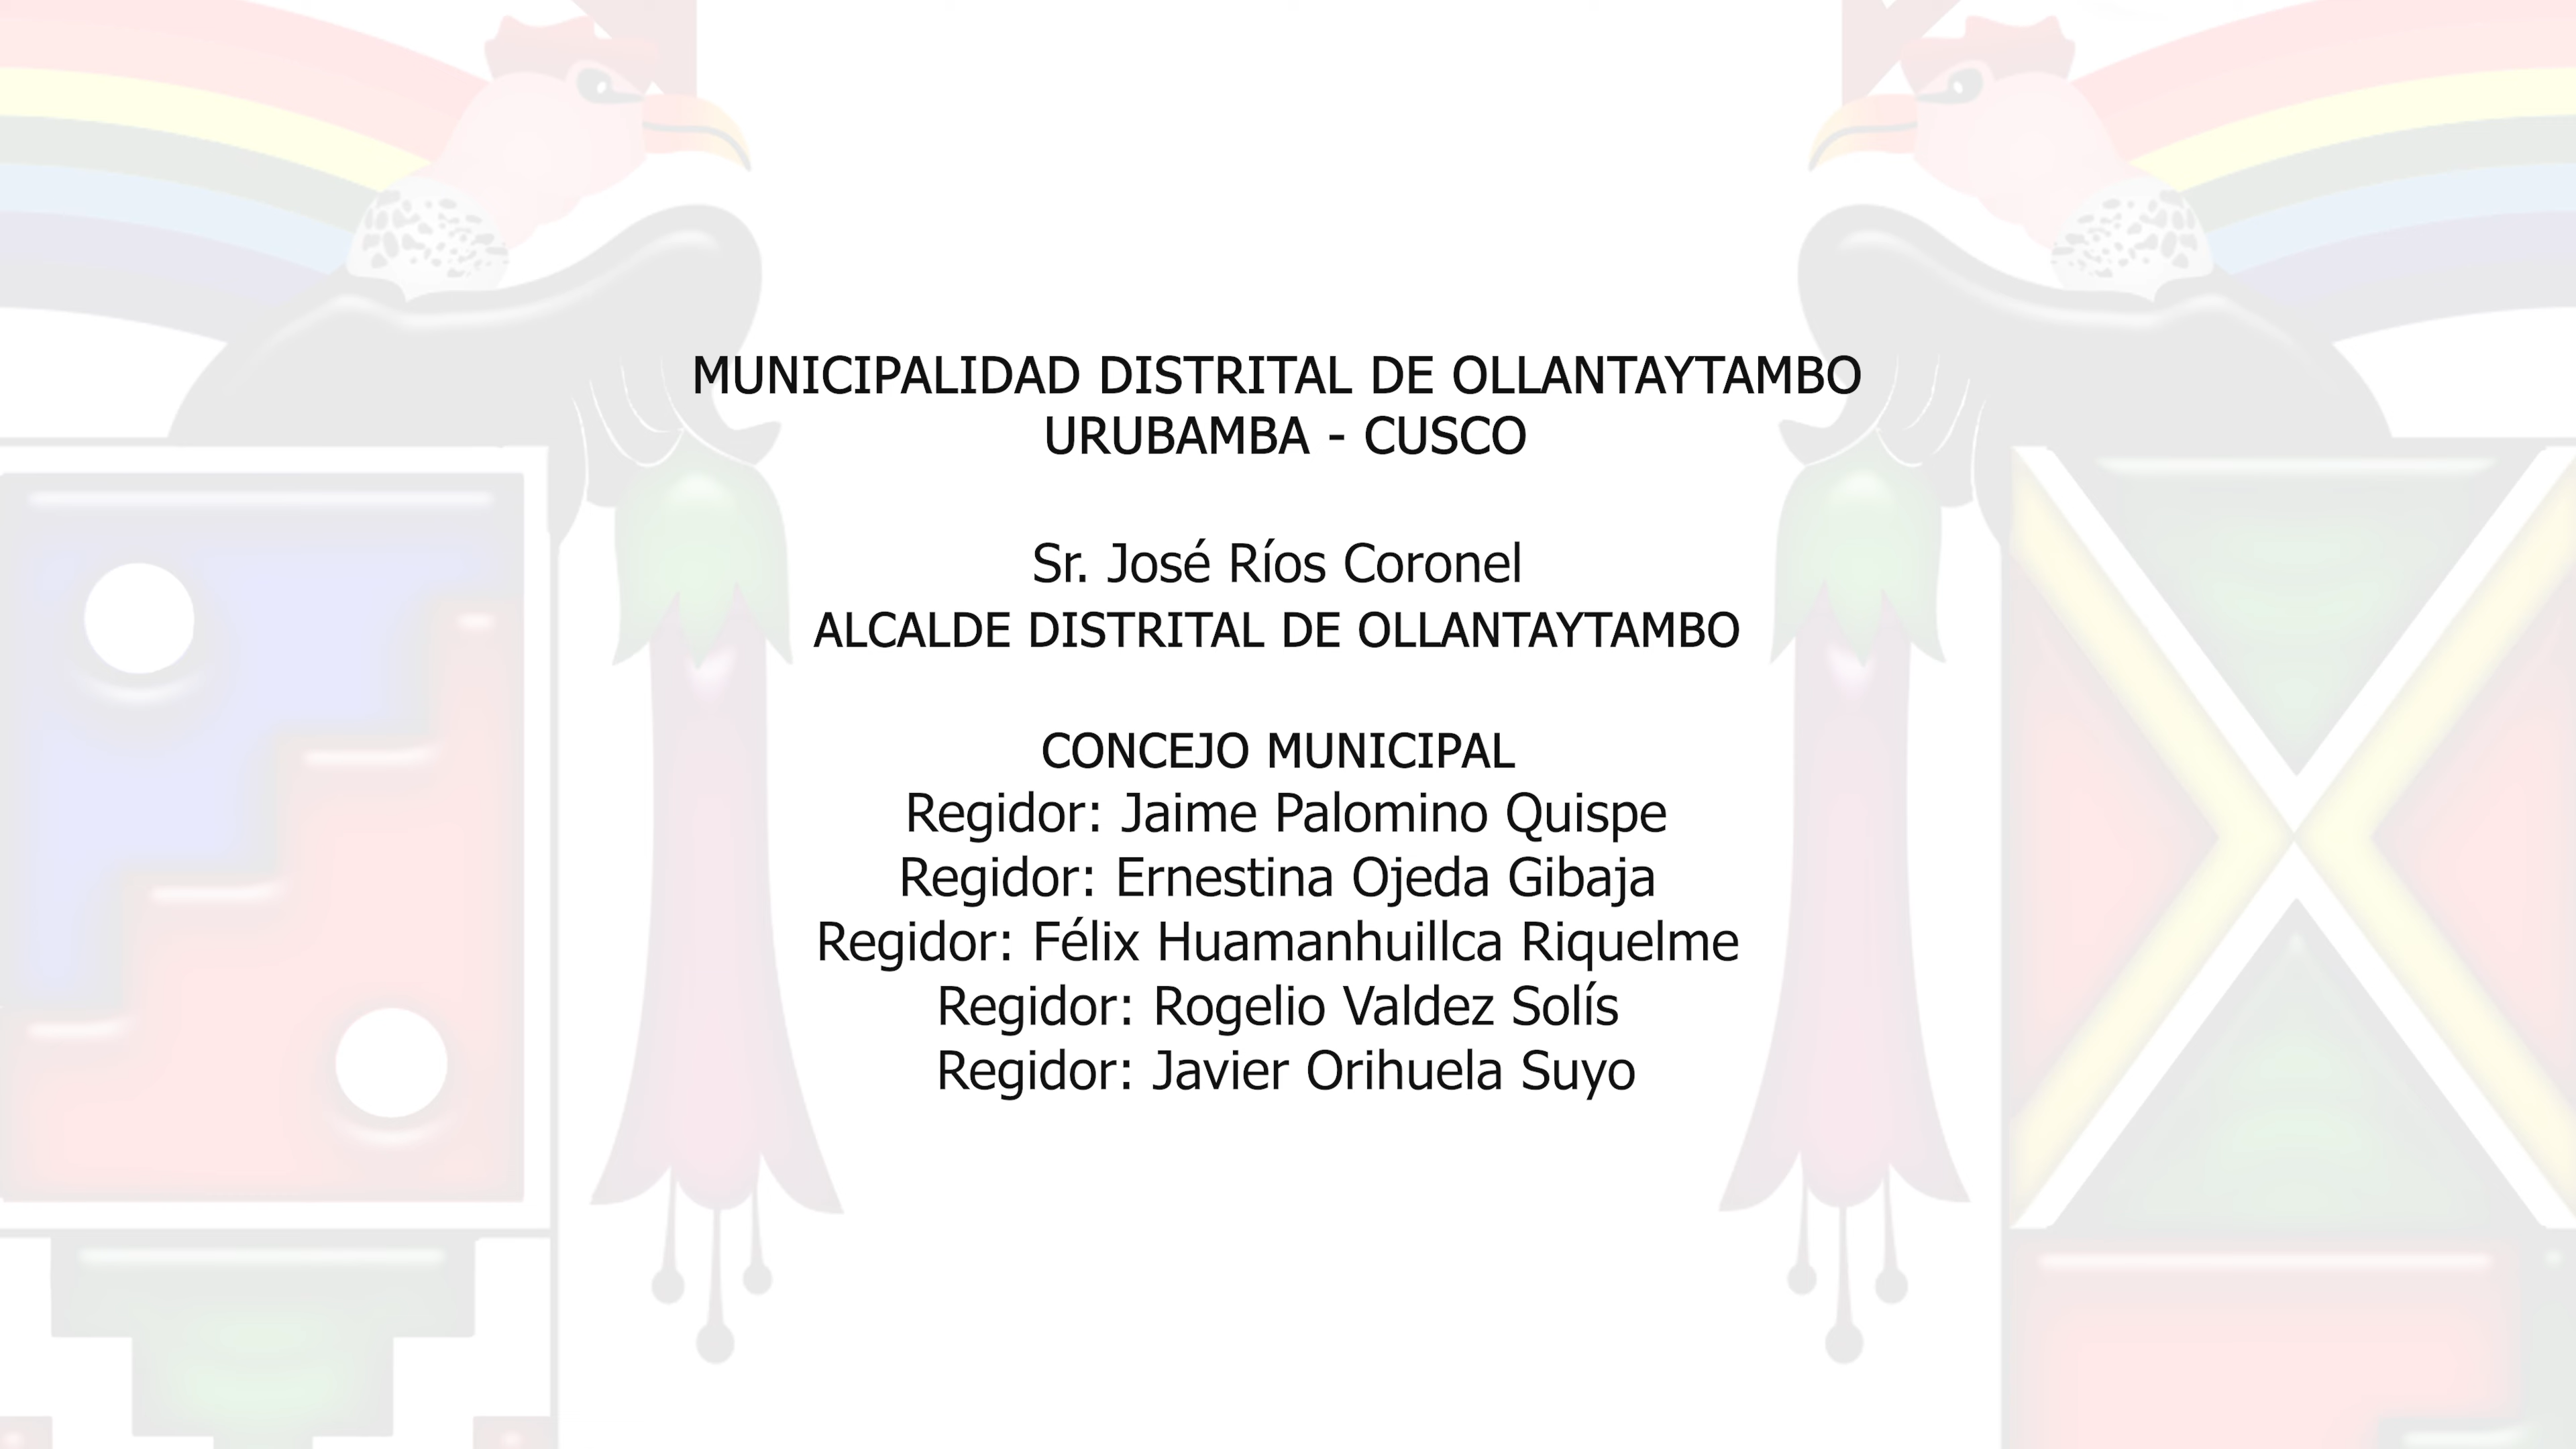 MUNICIPALIDAD DISTRITAL DE OLLANTAYTAMBO
URUBAMBA - CUSCO
Sr. José Ríos Coronel
ALCALDE DISTRITAL DE OLLANTAYTAMBO
CONCEJO MUNICIPAL
Regidor: Jaime Palomino Quispe
Regidor: Ernestina Ojeda Gibaja
Regidor: Félix Huamanhuillca Riquelme
Regidor: Rogelio Valdez Solís
Regidor: Javier Orihuela Suyo